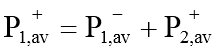 P₁,ₐᵥ⁺ = P₁,ₐᵥ⁻ + P₂,ₐᵥ⁺